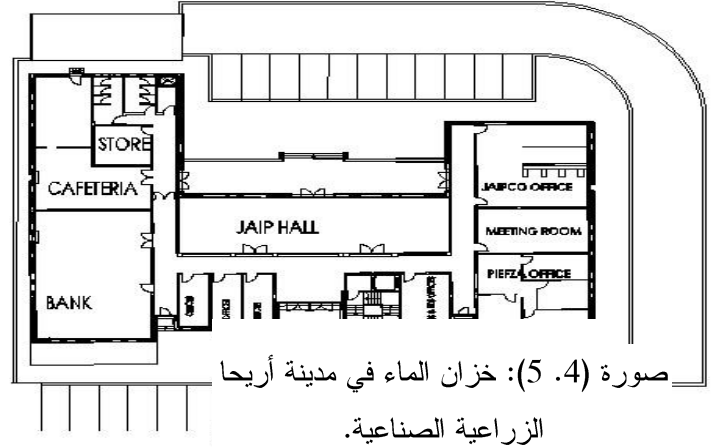 STORE
CAFETERIA
JAIPCO OFFICE
JAIP HALL
MEETING ROOM
PIEFZA OFFICE
BANK
OFFICE
صورة (4. 5): خزان الماء في مدينة أريحا
الزراعية الصناعية.